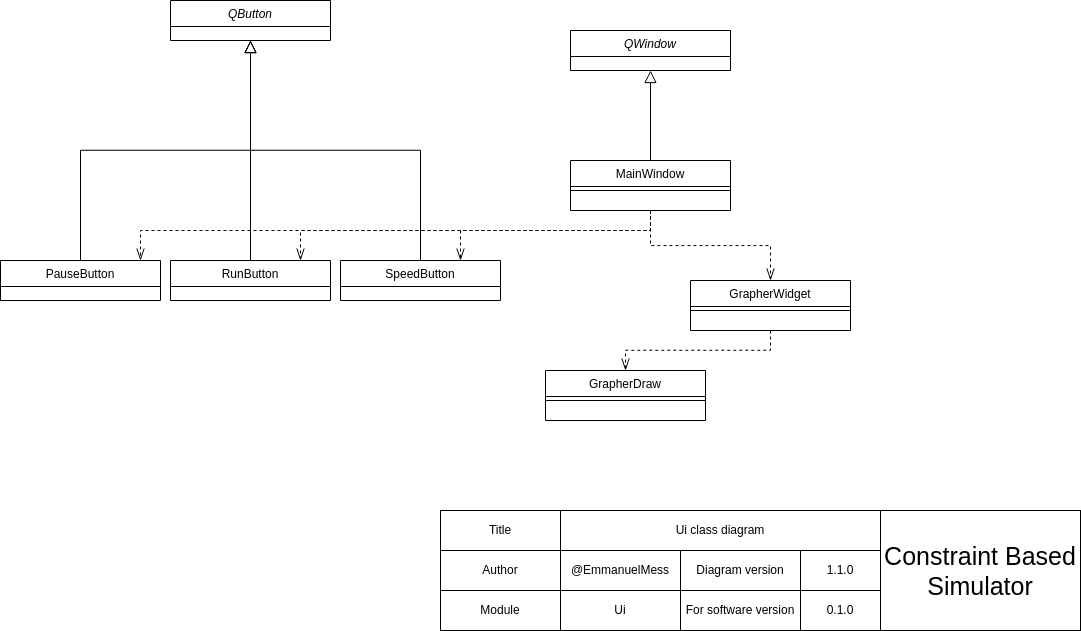 QButton
QWindow
MainWindow
PauseButton
RunButton
SpeedButton
GrapherWidget
GrapherDraw
Title
Ui class diagram
Author
@EmmanuelMess
Diagram version
1.1.0
Module
Ui
For software version
0.1.0
Constraint Based
Simulator